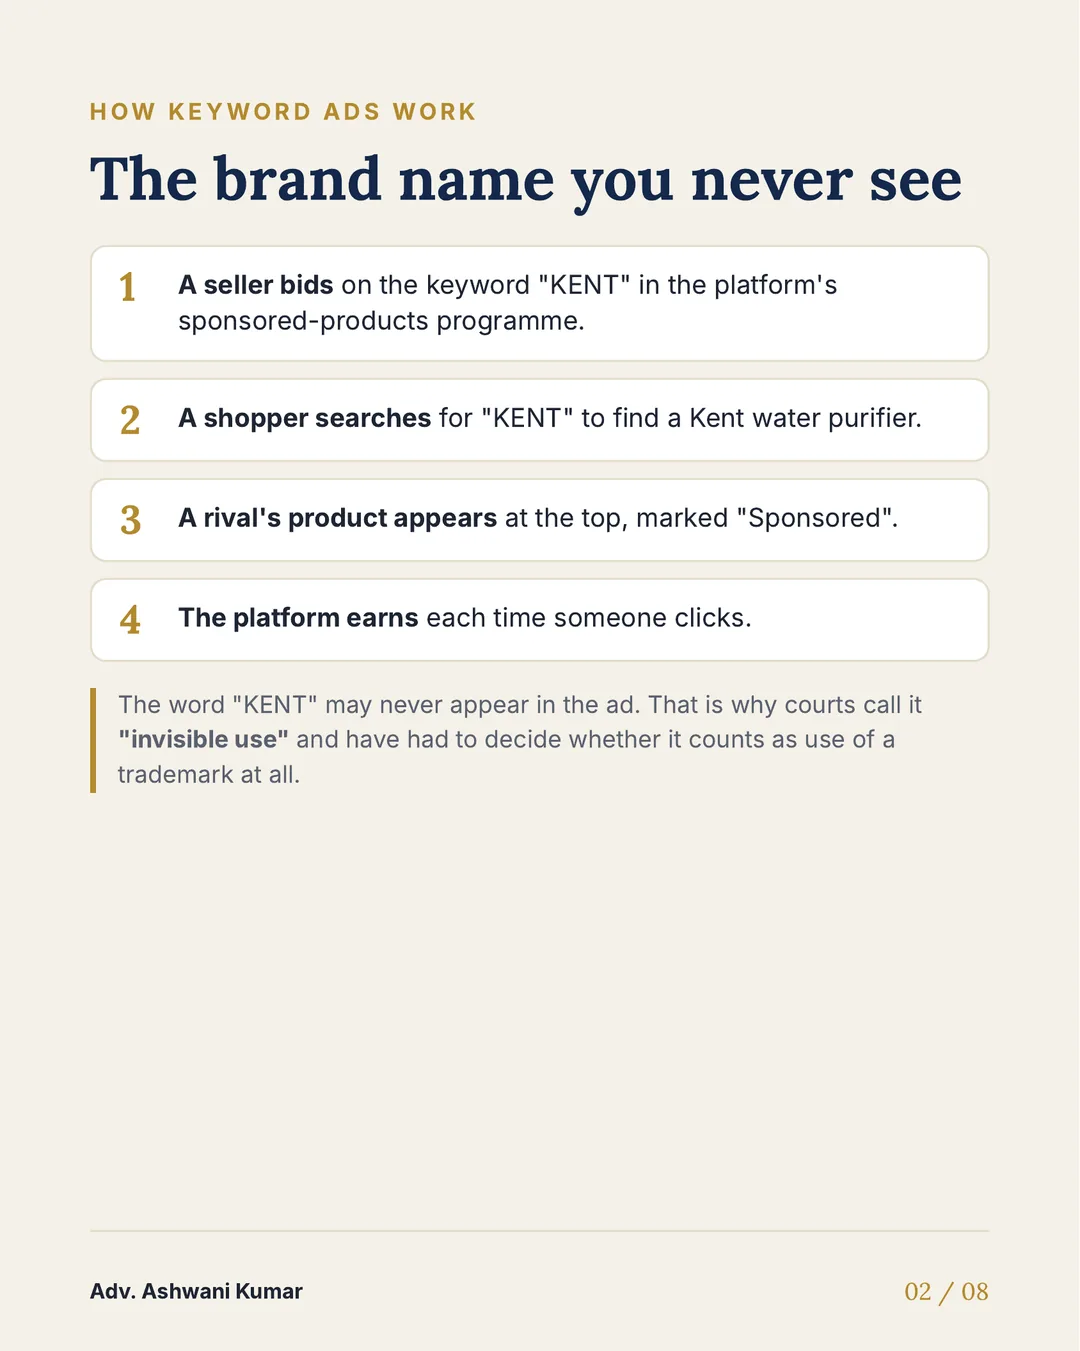 HOW KEYWORD ADS WORK
The brand name you never see
1
A seller bids on the keyword "KENT" in the platform's
sponsored-products programme.
2
A shopper searches for "KENT" to find a Kent water purifier.
3
A rival's product appears at the top, marked "Sponsored".
4
The platform earns each time someone clicks.
The word "KENT" may never appear in the ad. That is why courts call it
"invisible use" and have had to decide whether it counts as use of a
trademark at all.
Adv. Ashwani Kumar
02 / 08